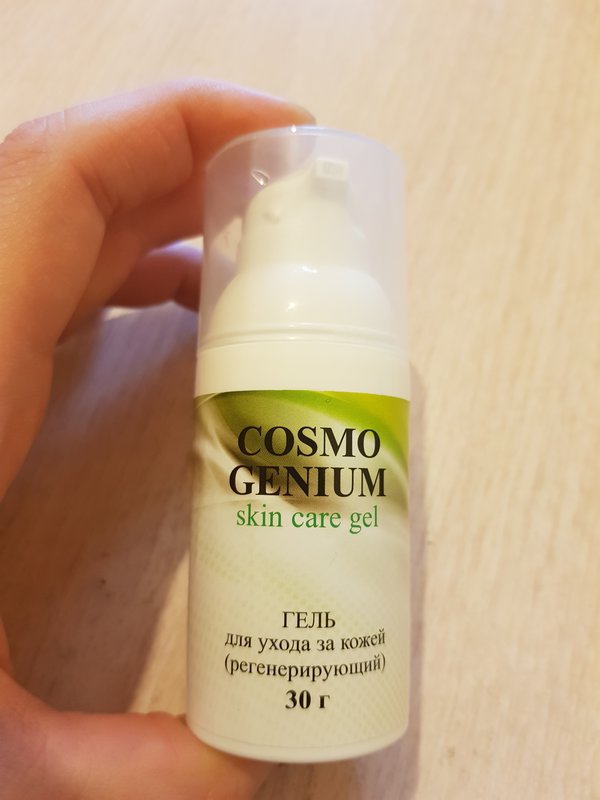 COSMO
GENIUM
skin care gel
ГЕЛЬ
для ухода за кожей
(регенерирующий)
30 г